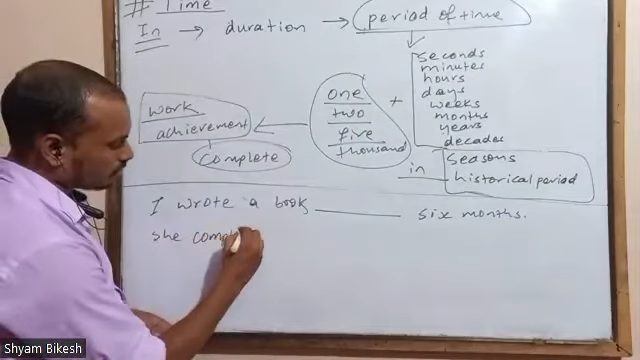 # Time
In → duration → period of time
seconds
minutes
hours
days
weeks
months
years
decades
one
two
five
thousand
+
work
achievement
complete
in
seasons
historical period
I wrote a book ______ six months.
she comp
Shyam Bikesh